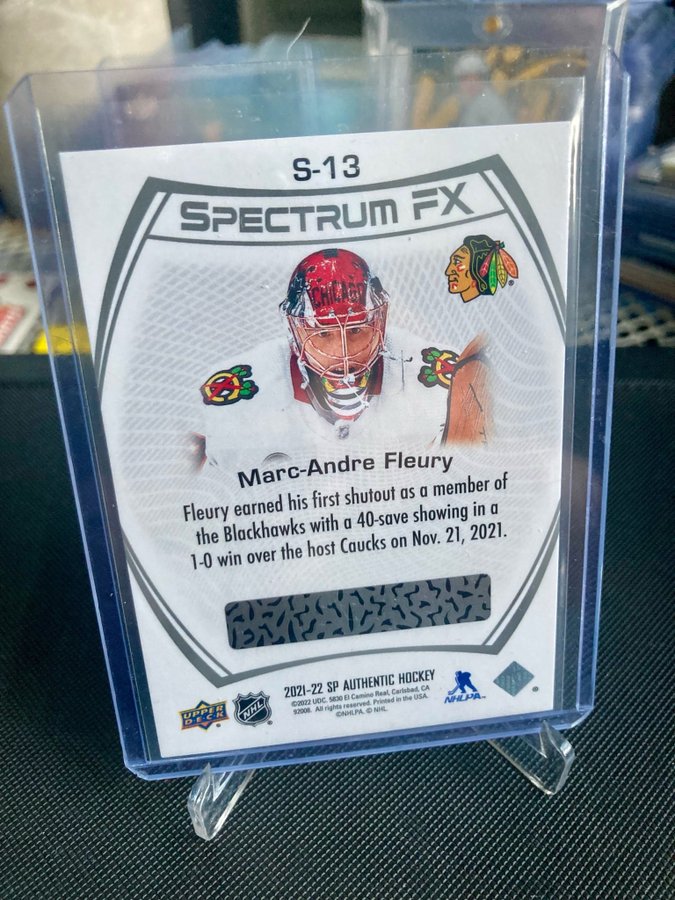 S-13
SPECTRUM FX
CHICAGO
Marc-Andre Fleury
Fleury earned his first shutout as a member of
the Blackhawks with a 40-save showing in a
1-0 win over the host Caucks on Nov. 21, 2021.
2021-22 SP AUTHENTIC HOCKEY
©2022 UDC. 5830 El Camino Real, Carlsbad, CA
92008. All rights reserved. Printed in the USA.
©NHLPA. © NHL.
UPPER DECK
NHL
NHLPA